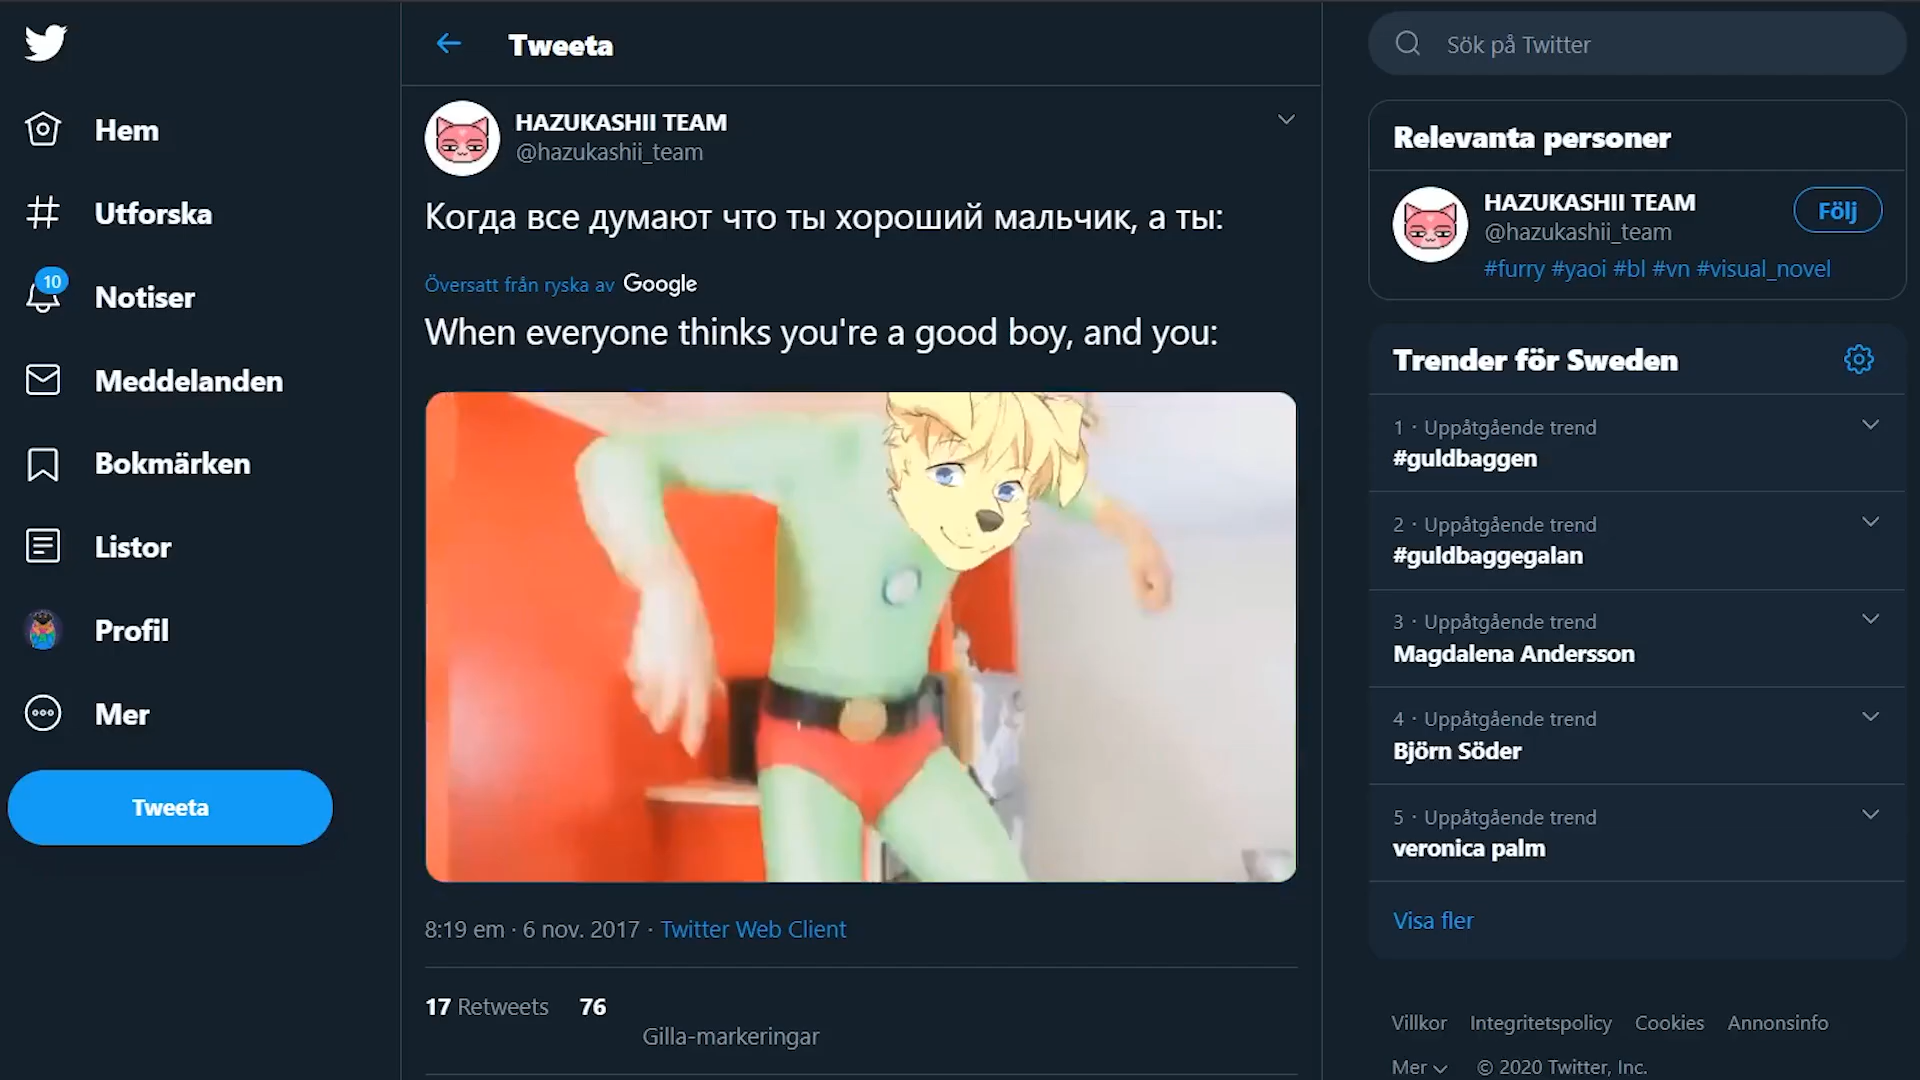 Hem
Utforska
10
Notiser
Meddelanden
Bokmärken
Listor
Profil
Mer
Tweeta
Tweeta
HAZUKASHII TEAM
@hazukashii_team
Когда все думают что ты хороший мальчик, а ты:
Översatt från ryska av Google
When everyone thinks you're a good boy, and you:
8:19 em · 6 nov. 2017 · Twitter Web Client
17 Retweets 76
Gilla-markeringar
Sök på Twitter
Relevanta personer
HAZUKASHII TEAM
@hazukashii_team
Följ
#furry #yaoi #bl #vn #visual_novel
Trender för Sweden
1 · Uppåtgående trend
#guldbaggen
2 · Uppåtgående trend
#guldbaggegalan
3 · Uppåtgående trend
Magdalena Andersson
4 · Uppåtgående trend
Björn Söder
5 · Uppåtgående trend
veronica palm
Visa fler
Villkor Integritetspolicy Cookies Annonsinfo
Mer © 2020 Twitter, Inc.